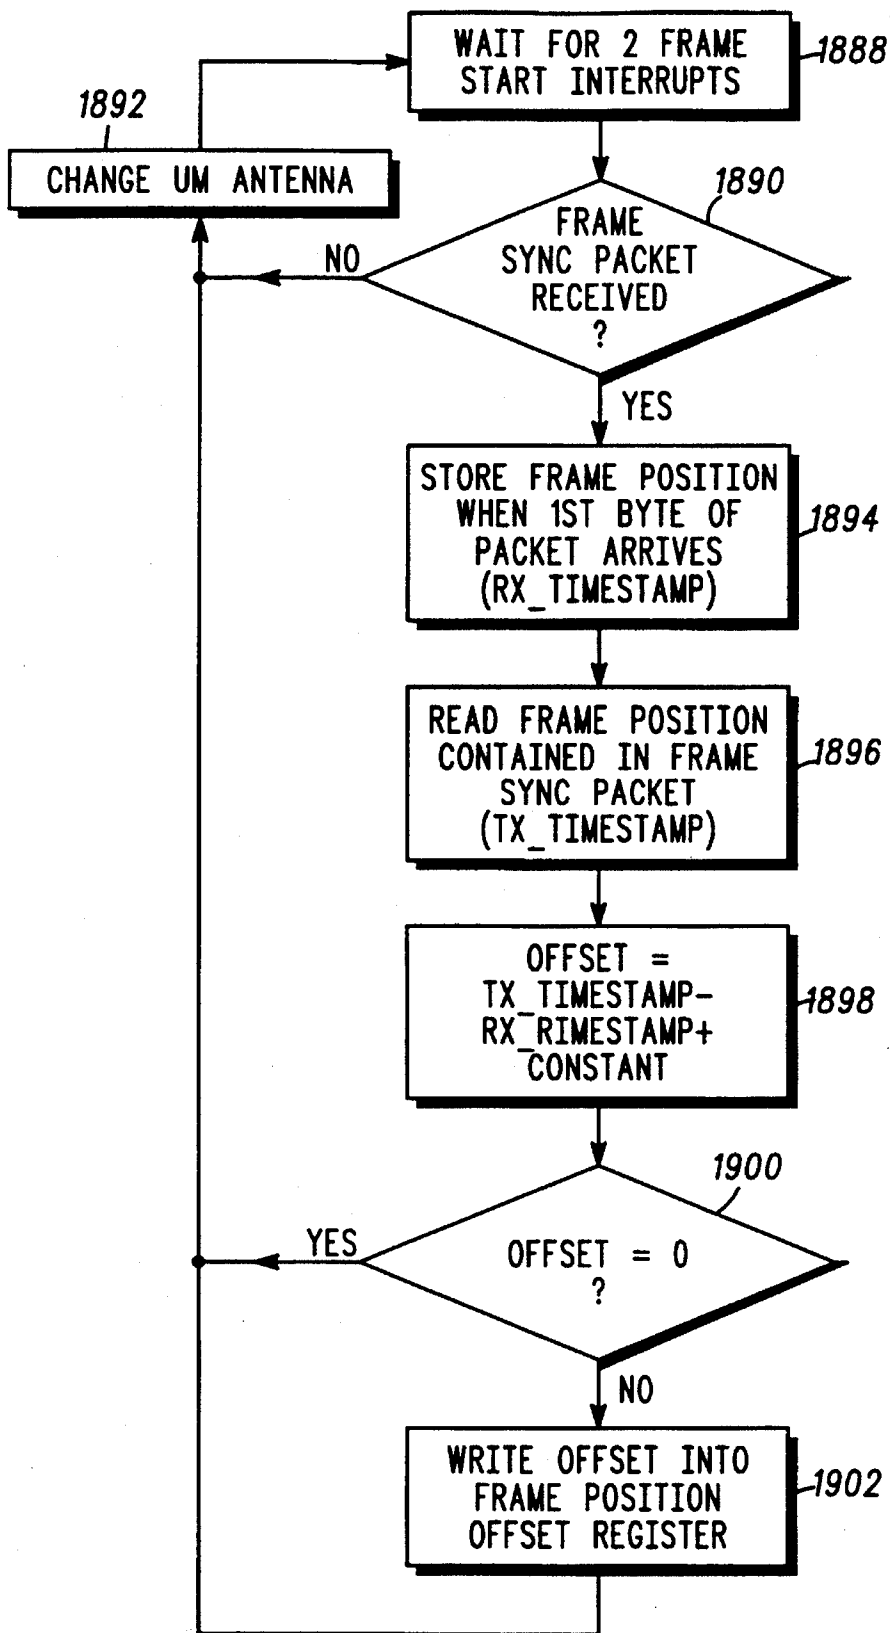 WAIT FOR 2 FRAME
START INTERRUPTS
1888
1892
CHANGE UM ANTENNA
1890
FRAME
SYNC PACKET
RECEIVED
?
NO
YES
STORE FRAME POSITION
WHEN 1ST BYTE OF
PACKET ARRIVES
(RX_TIMESTAMP)
1894
READ FRAME POSITION
CONTAINED IN FRAME
SYNC PACKET
(TX_TIMESTAMP)
1896
OFFSET =
TX_TIMESTAMP-
RX_RIMESTAMP+
CONSTANT
1898
1900
OFFSET = 0
?
YES
NO
WRITE OFFSET INTO
FRAME POSITION
OFFSET REGISTER
1902